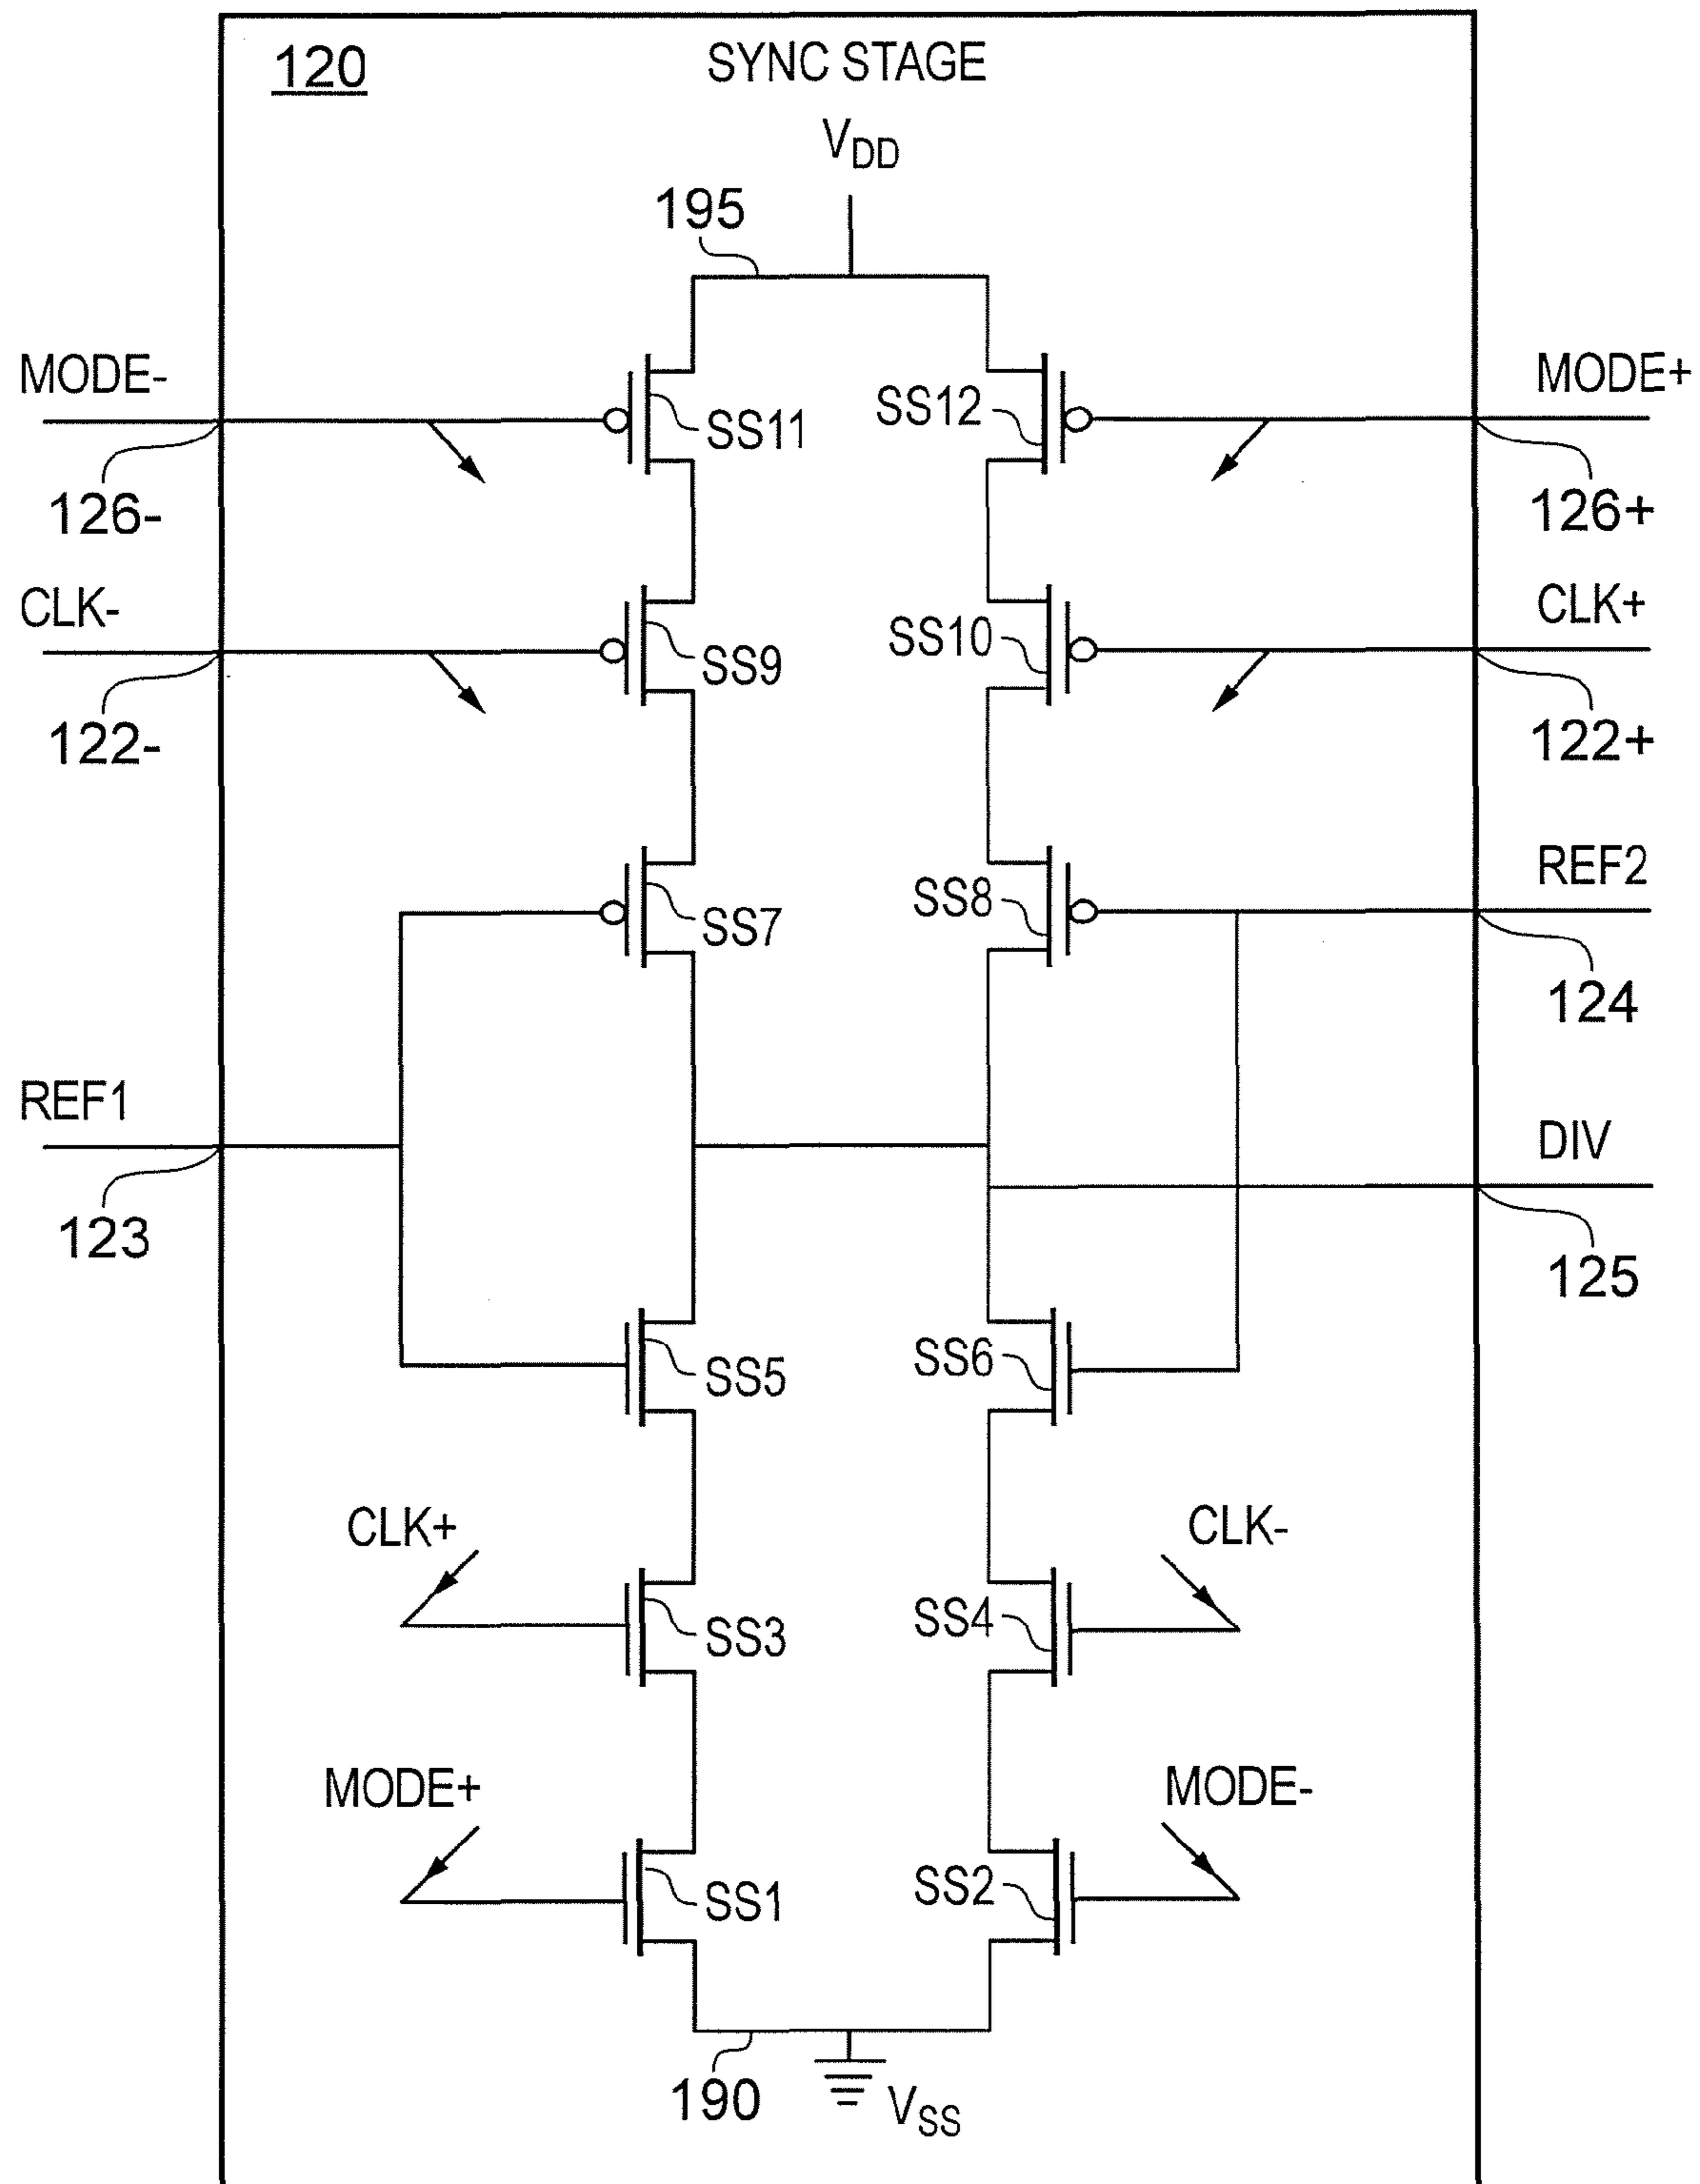 120
SYNC STAGE
VDD
195
MODE-
SS11
SS12
MODE+
126-
126+
CLK-
SS9
SS10
CLK+
122-
122+
REF2
SS7
SS8
124
REF1
DIV
123
125
SS5
SS6
CLK+
CLK-
SS3
SS4
MODE+
MODE-
SS1
SS2
190
VSS